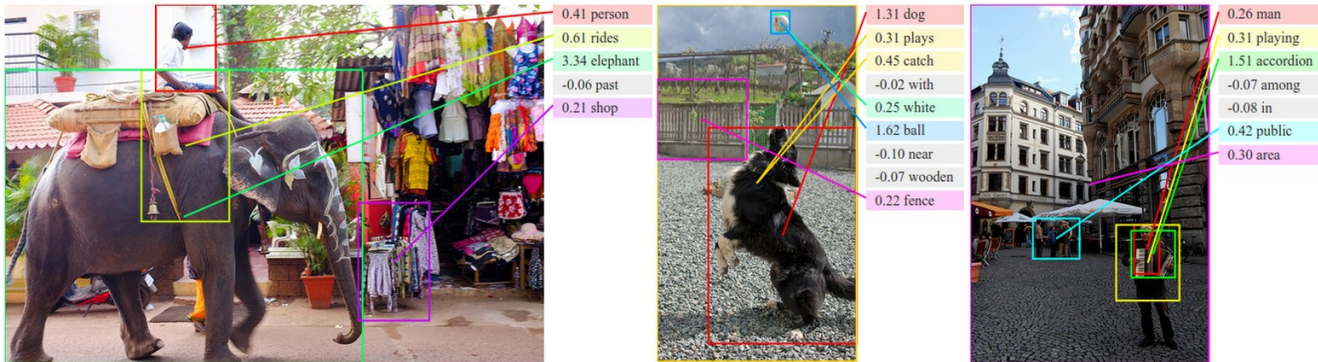 0.41 person
0.61 rides
3.34 elephant
-0.06 past
0.21 shop
1.31 dog
0.31 plays
0.45 catch
-0.02 with
0.25 white
1.62 ball
-0.10 near
-0.07 wooden
0.22 fence
0.26 man
0.31 playing
1.51 accordion
-0.07 among
-0.08 in
0.42 public
0.30 area